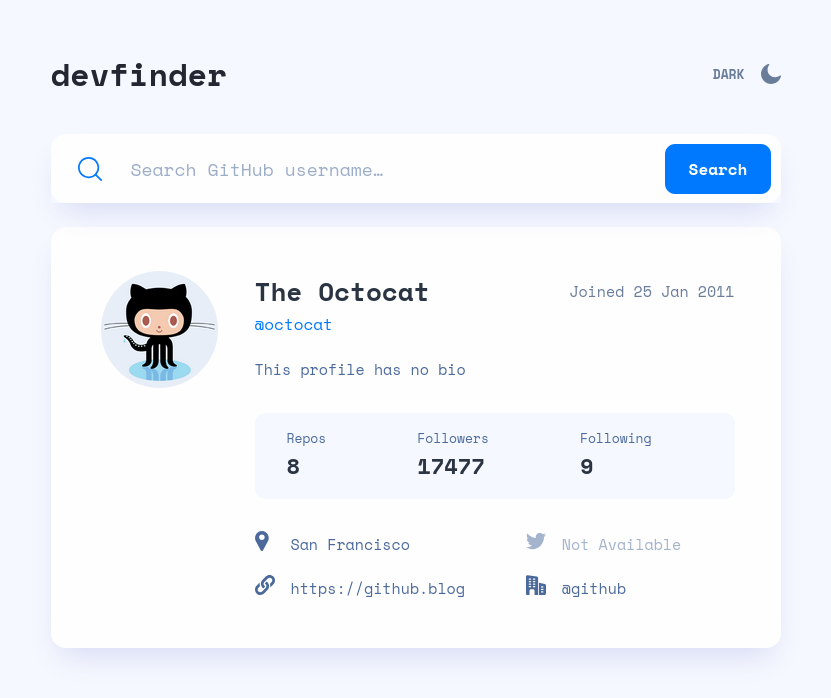 devfinder
DARK
Search GitHub username…
Search
The Octocat
Joined 25 Jan 2011
@octocat
This profile has no bio
Repos
Followers
Following
8
17477
9
San Francisco
Not Available
https://github.blog
@github